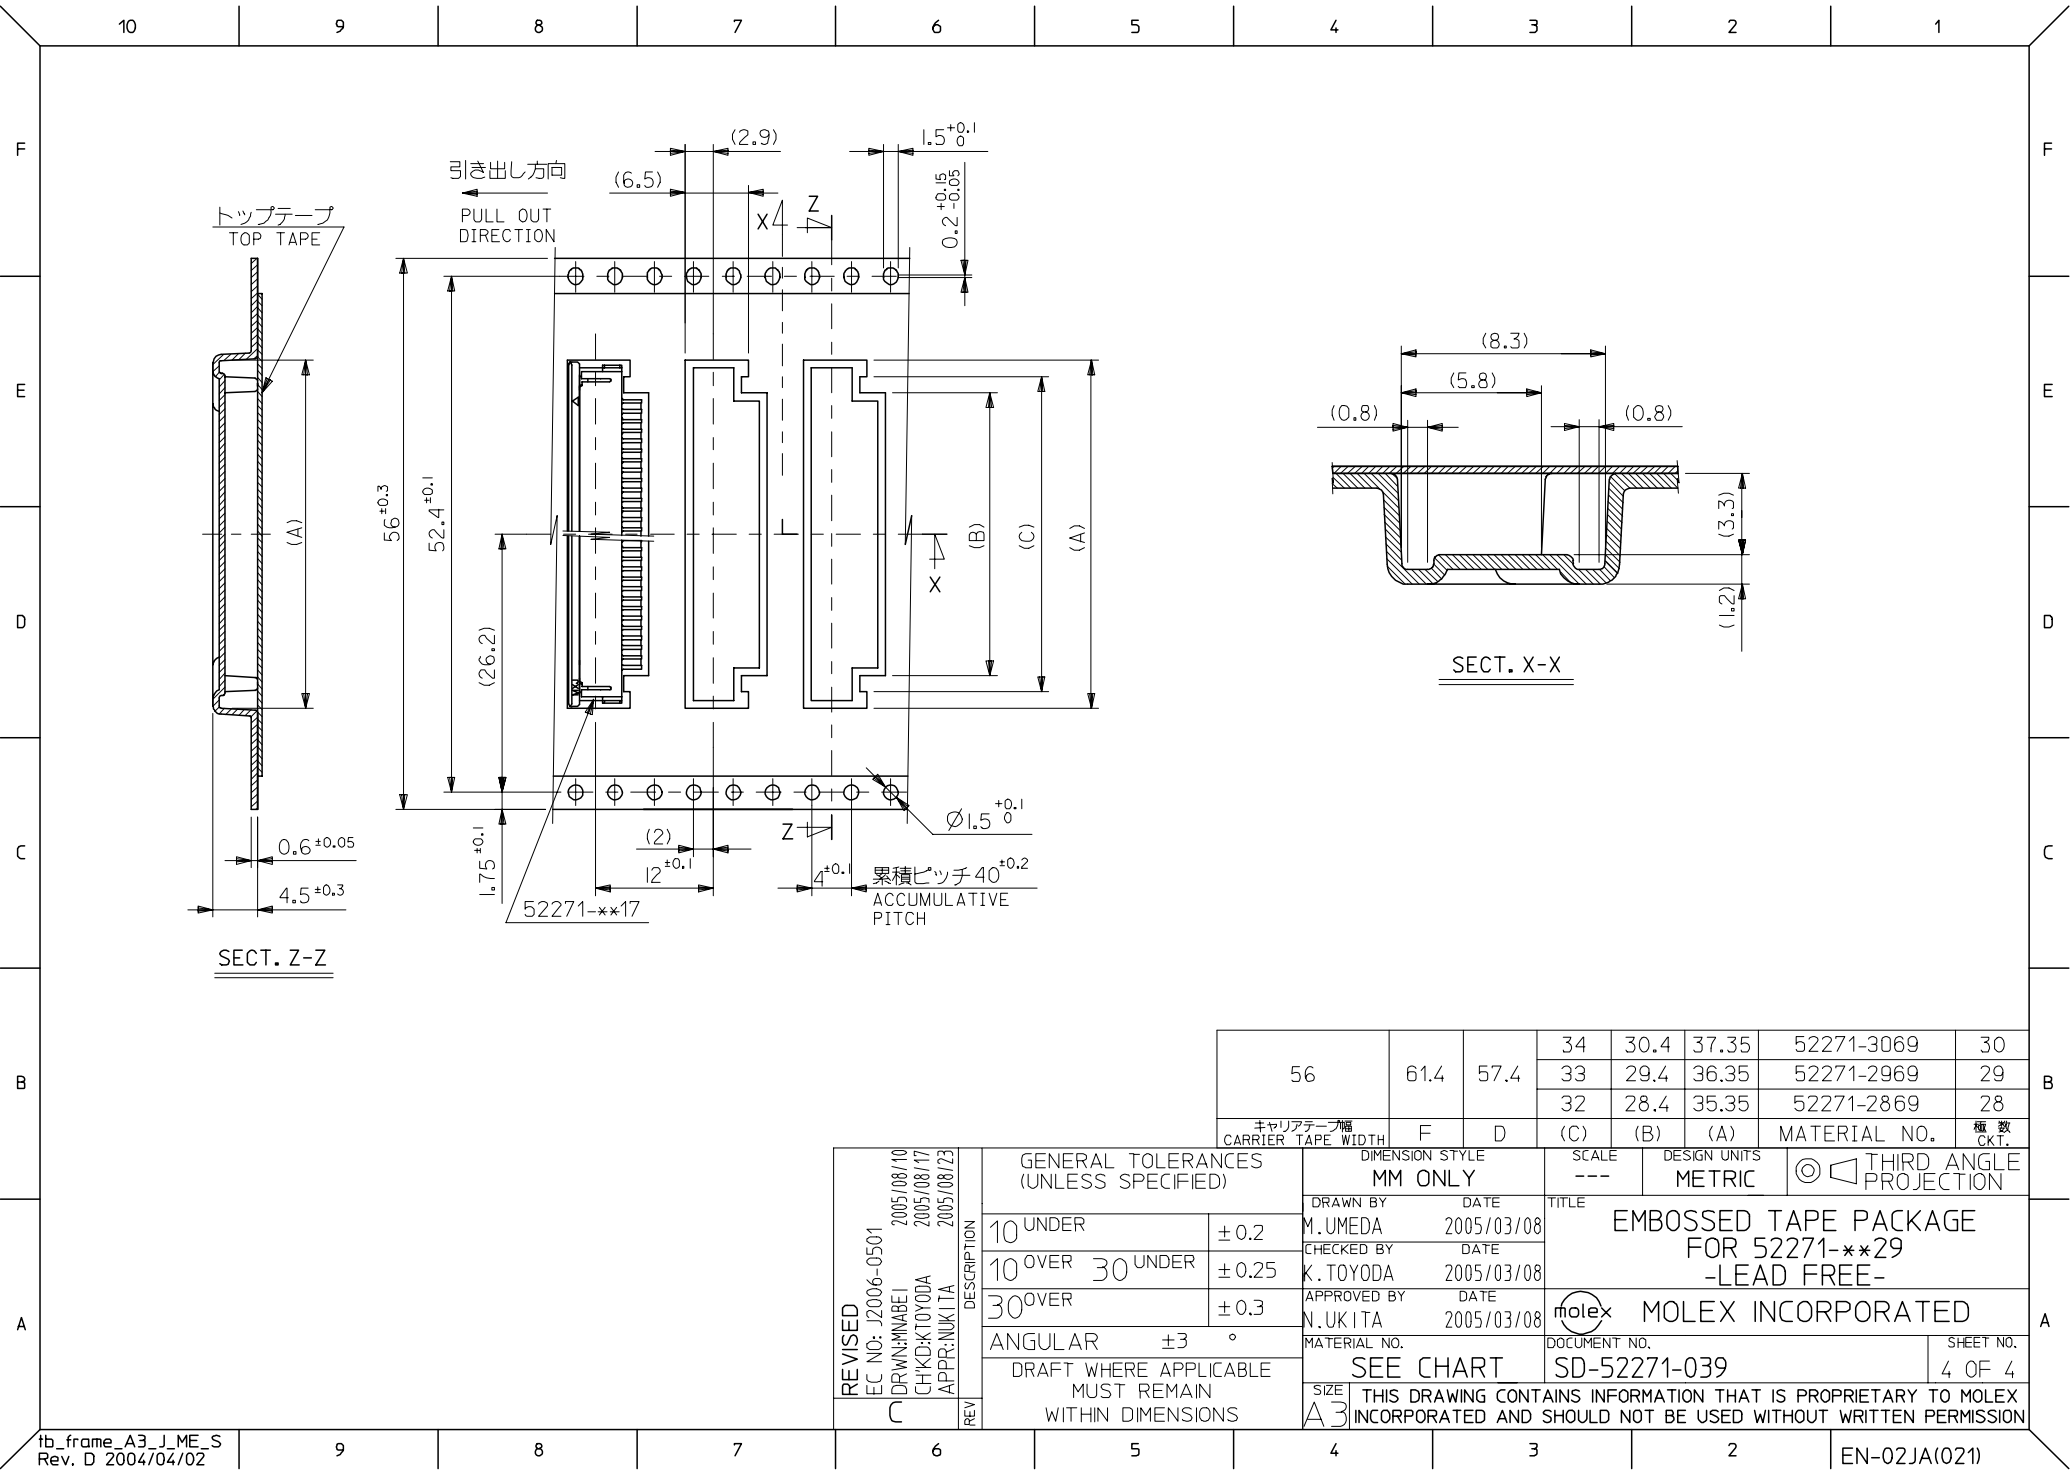 10 9 8 7 6 5 4 3 2 1
F
F
E
E
D
D
C
C
B
B
A
A
引き出し方向
PULL OUT
DIRECTION
トップテープ
TOP TAPE
(2.9)
(6.5)
1.5 +0.1 0
0.2 +0.15 -0.05
X
Z
56 ±0.3
52.4 ±0.1
(26.2)
1.75 ±0.1
(A)
(B)
(C)
(A)
X
Z
(2)
12 ±0.1
4 ±0.1
累積ピッチ 40 ±0.2
ACCUMULATIVE
PITCH
Ø1.5 +0.1 0
52271-**17
0.6 ±0.05
4.5 ±0.3
SECT. Z-Z
(8.3)
(5.8)
(0.8)
(0.8)
(3.3)
(1.2)
SECT. X-X
56 61.4 57.4
34 30.4 37.35 52271-3069 30
33 29.4 36.35 52271-2969 29
32 28.4 35.35 52271-2869 28
キャリアテープ幅
CARRIER TAPE WIDTH F D (C) (B) (A) MATERIAL NO. 極数
CKT.
REVISED
EC NO: J2006-0501
DRWN:MNABEI 2005/08/10
CH'KD:KTOYODA 2005/08/17
APPR:NUKITA 2005/08/23
DESCRIPTION
C
REV
GENERAL TOLERANCES
(UNLESS SPECIFIED)
10 UNDER ±0.2
10 OVER 30 UNDER ±0.25
30 OVER ±0.3
ANGULAR ±3 °
DRAFT WHERE APPLICABLE
MUST REMAIN
WITHIN DIMENSIONS
DIMENSION STYLE
MM ONLY
SCALE
---
DESIGN UNITS
METRIC
THIRD ANGLE
PROJECTION
DRAWN BY DATE
M.UMEDA 2005/03/08
CHECKED BY DATE
K.TOYODA 2005/03/08
APPROVED BY DATE
N.UKITA 2005/03/08
TITLE
EMBOSSED TAPE PACKAGE
FOR 52271-**29
-LEAD FREE-
molex MOLEX INCORPORATED
MATERIAL NO.
SEE CHART
DOCUMENT NO.
SD-52271-039
SHEET NO.
4 OF 4
SIZE
A3
THIS DRAWING CONTAINS INFORMATION THAT IS PROPRIETARY TO MOLEX
INCORPORATED AND SHOULD NOT BE USED WITHOUT WRITTEN PERMISSION
tb_frame_A3_J_ME_S
Rev. D 2004/04/02
9 8 7 6 5 4 3 2
EN-02JA(021)